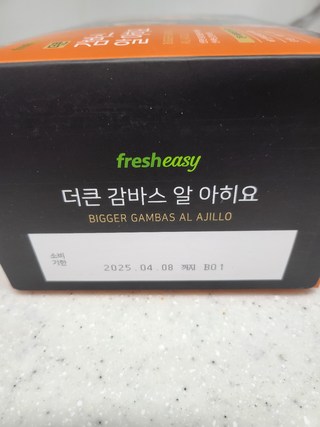 fresheasy
더큰 감바스 알 아히요
BIGGER GAMBAS AL AJILLO
소비
기한
2025.04.08 까지 B01